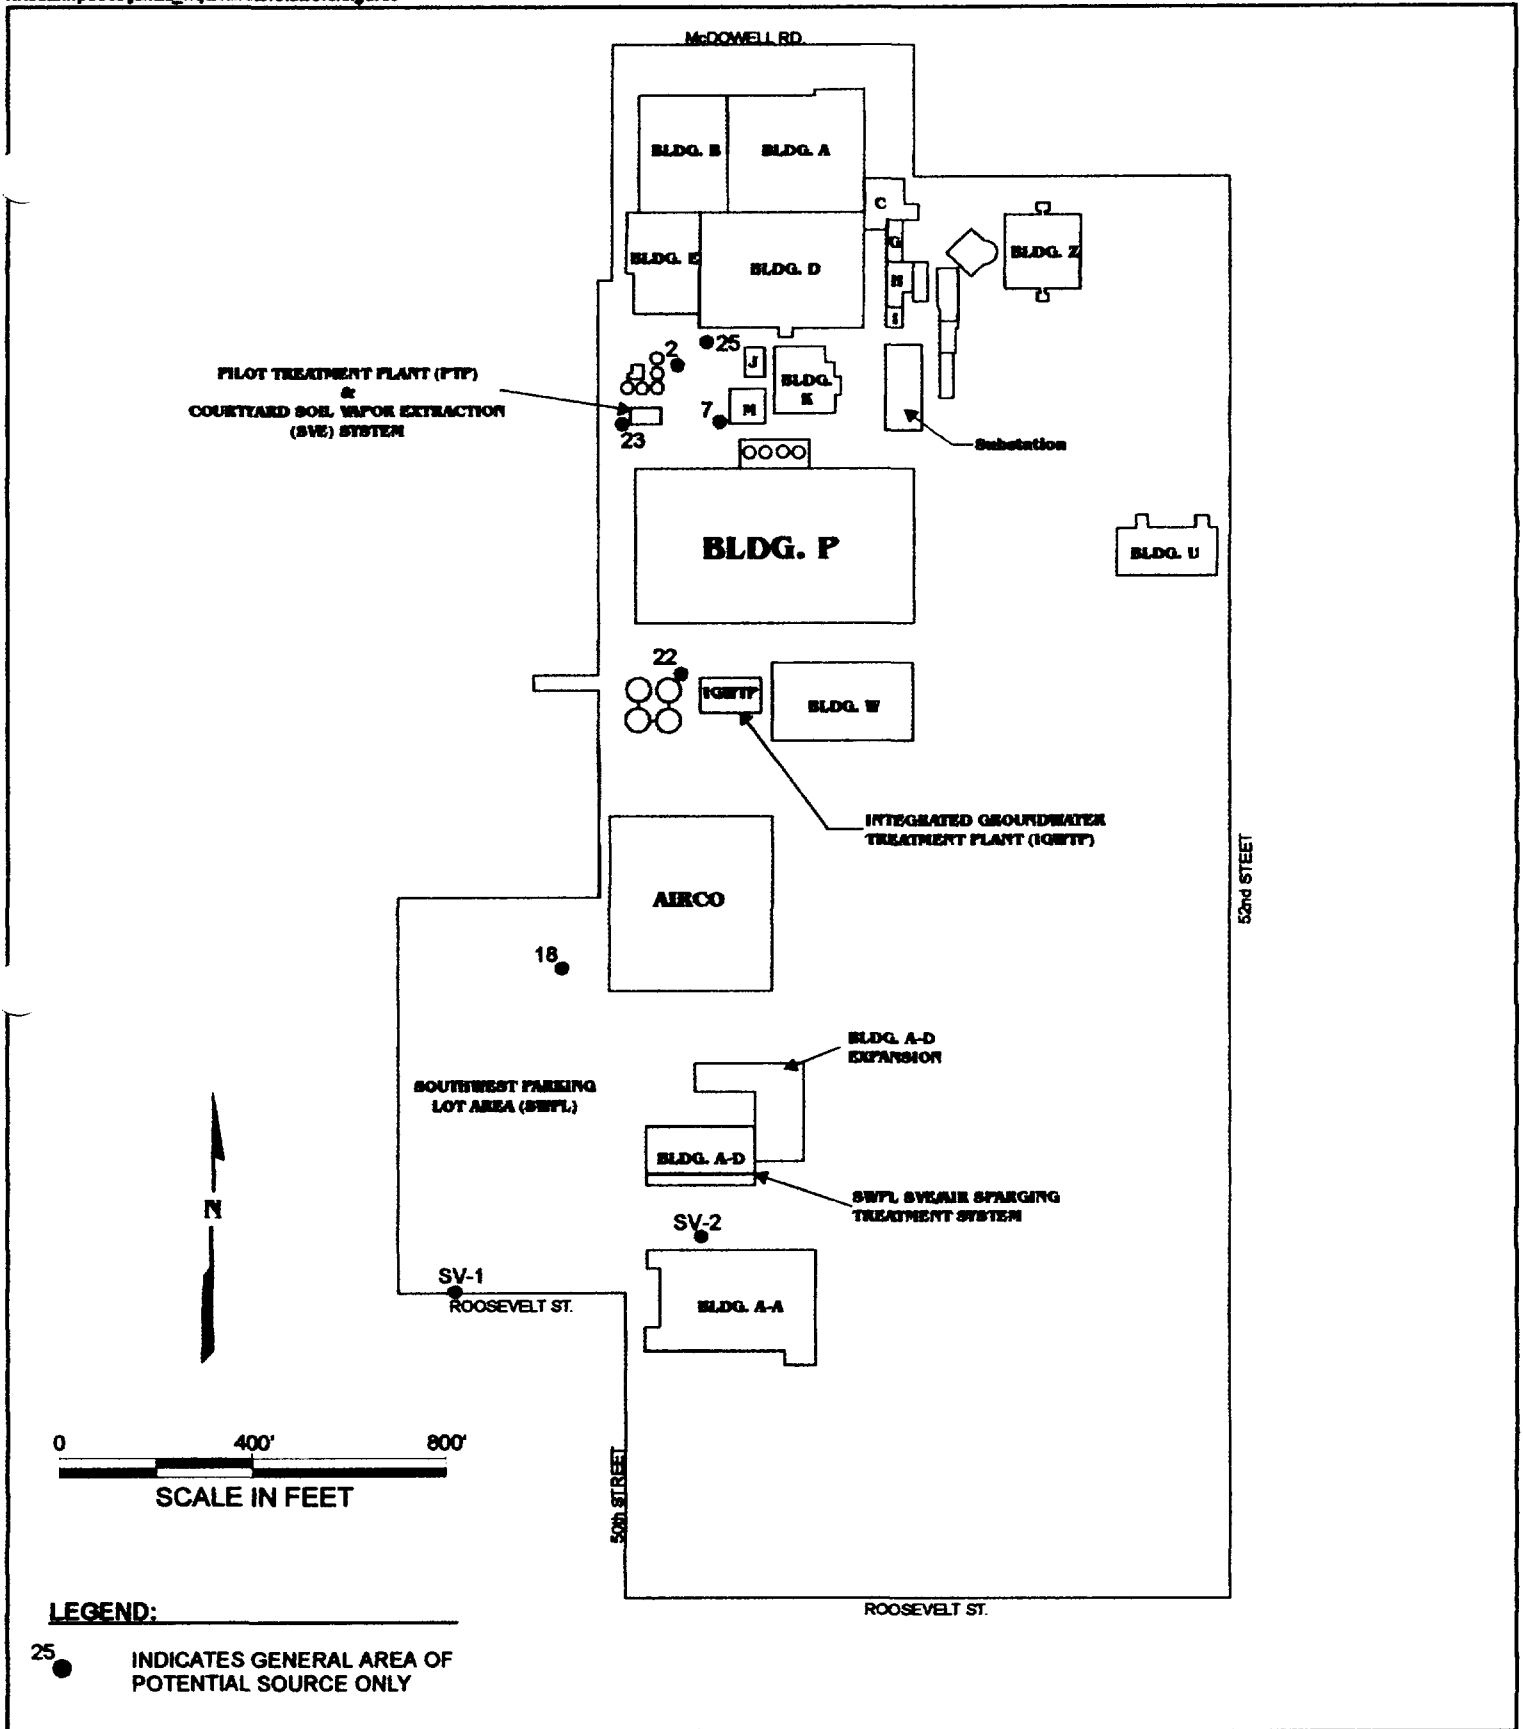 McDOWELL RD.
BLDG. B
BLDG. A
C
G
BLDG. E
BLDG. D
BLDG. Z
H
I
2
25
J
BLDG.
K
PILOT TREATMENT PLANT (PTP)
&
COURTYARD SOIL VAPOR EXTRACTION
(SVE) SYSTEM
7
M
23
Substation
BLDG. P
BLDG. U
22
IGWTP
BLDG. W
INTEGRATED GROUNDWATER
TREATMENT PLANT (IGWTP)
52nd STEET
AIRCO
18
BLDG. A-D
EXPANSION
SOUTHWEST PARKING
LOT AREA (SWPL)
BLDG. A-D
N
SWPL SVE/AIR SPARGING
TREATMENT SYSTEM
SV-2
SV-1
ROOSEVELT ST.
BLDG. A-A
0 400' 800'
SCALE IN FEET
50th STREET
ROOSEVELT ST.
LEGEND:
25
INDICATES GENERAL AREA OF
POTENTIAL SOURCE ONLY